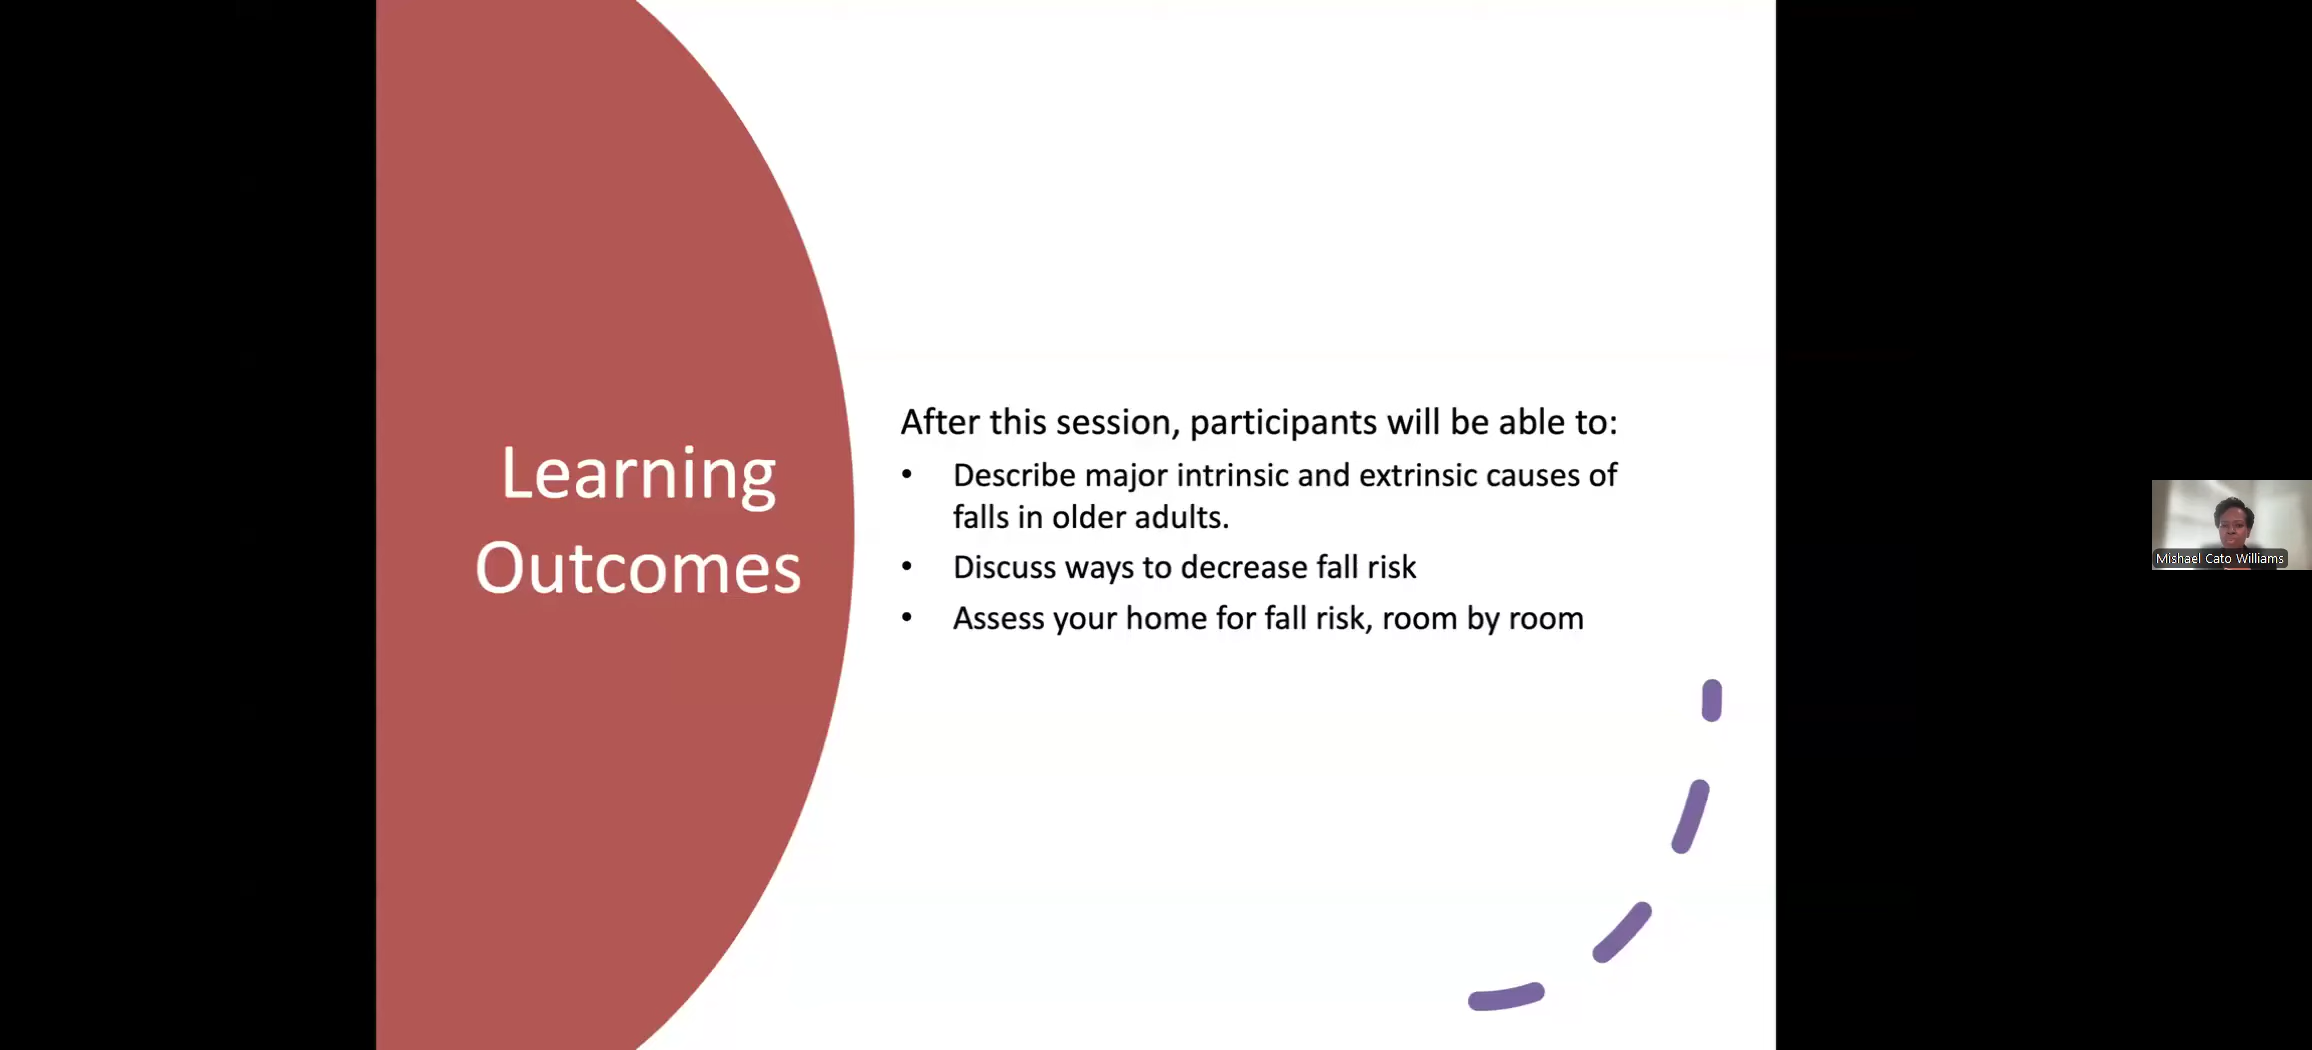 Learning
Outcomes
After this session, participants will be able to:
• Describe major intrinsic and extrinsic causes of
falls in older adults.
• Discuss ways to decrease fall risk
• Assess your home for fall risk, room by room
Mishael Cato Williams